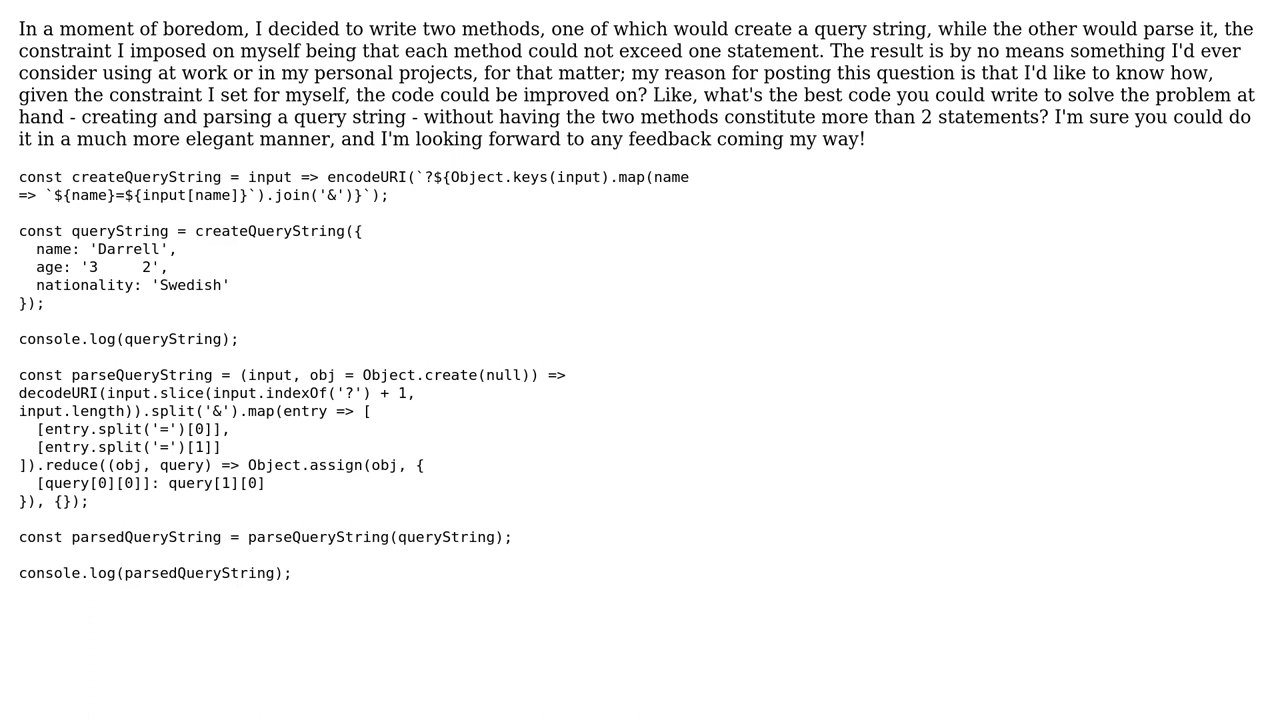 In a moment of boredom, I decided to write two methods, one of which would create a query string, while the other would parse it, the
constraint I imposed on myself being that each method could not exceed one statement. The result is by no means something I'd ever
consider using at work or in my personal projects, for that matter; my reason for posting this question is that I'd like to know how,
given the constraint I set for myself, the code could be improved on? Like, what's the best code you could write to solve the problem at
hand - creating and parsing a query string - without having the two methods constitute more than 2 statements? I'm sure you could do
it in a much more elegant manner, and I'm looking forward to any feedback coming my way!
const createQueryString = input => encodeURI(`?${Object.keys(input).map(name
=> `${name}=${input[name]}`).join('&')}`);
const queryString = createQueryString({
  name: 'Darrell',
  age: '3     2',
  nationality: 'Swedish'
});
console.log(queryString);
const parseQueryString = (input, obj = Object.create(null)) =>
decodeURI(input.slice(input.indexOf('?') + 1,
input.length)).split('&').map(entry => [
  [entry.split('=')[0]],
  [entry.split('=')[1]]
]).reduce((obj, query) => Object.assign(obj, {
  [query[0][0]]: query[1][0]
}), {});
const parsedQueryString = parseQueryString(queryString);
console.log(parsedQueryString);